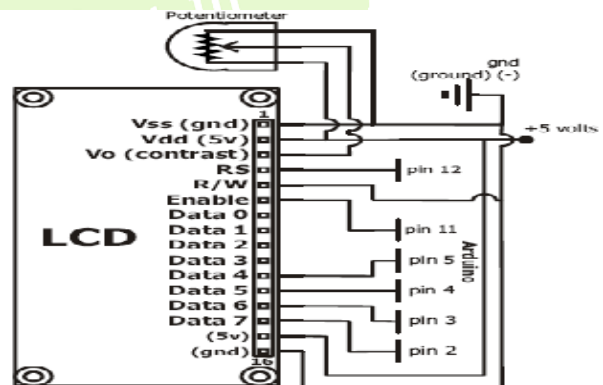 Potentiometer
gnd
(ground) (-)
+5 volts
1
Vss (gnd)
Vdd (5v)
Vo (contrast)
RS
R/W
Enable
Data 0
Data 1
Data 2
Data 3
Data 4
Data 5
Data 6
Data 7
(5v)
(gnd)
16
LCD
pin 12
pin 11
pin 5
pin 4
pin 3
pin 2
Arduino